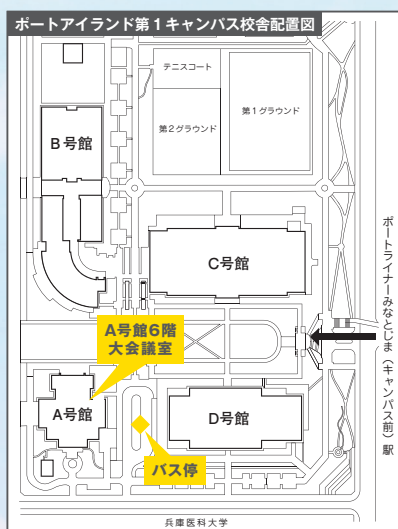 ポートアイランド第1キャンパス校舎配置図
テニスコート
第2グラウンド
第1グラウンド
B号館
C号館
ポートライナーみなとじま（キャンパス前）駅
A号館6階
大会議室
A号館
D号館
バス停
兵庫医科大学